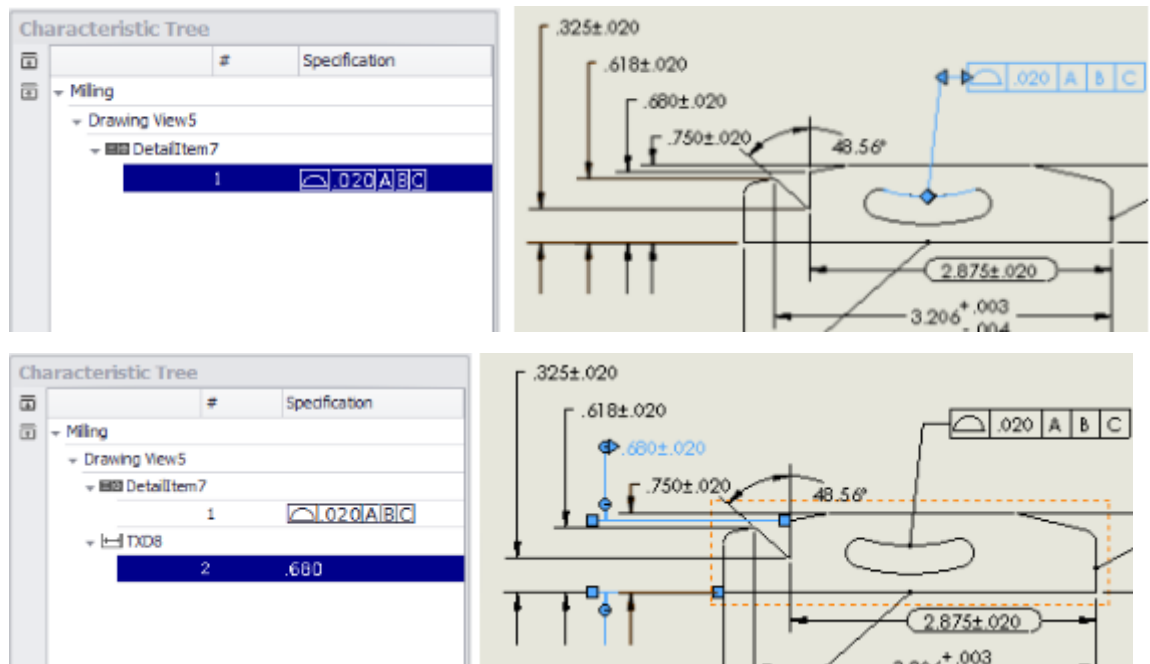 Characteristic Tree
# Specification
Milling
Drawing View5
DetailItem7
1 .020 A B C
.325±.020
.618±.020
.680±.020
.750±.020
48.56°
.020 A B C
2.875±.020
3.206 +.003
-.004
Characteristic Tree
# Specification
Milling
Drawing View5
DetailItem7
1 .020 A B C
TXD8
2 .680
.325±.020
.618±.020
.680±.020
.750±.020
48.56°
.020 A B C
2.875±.020
+.003